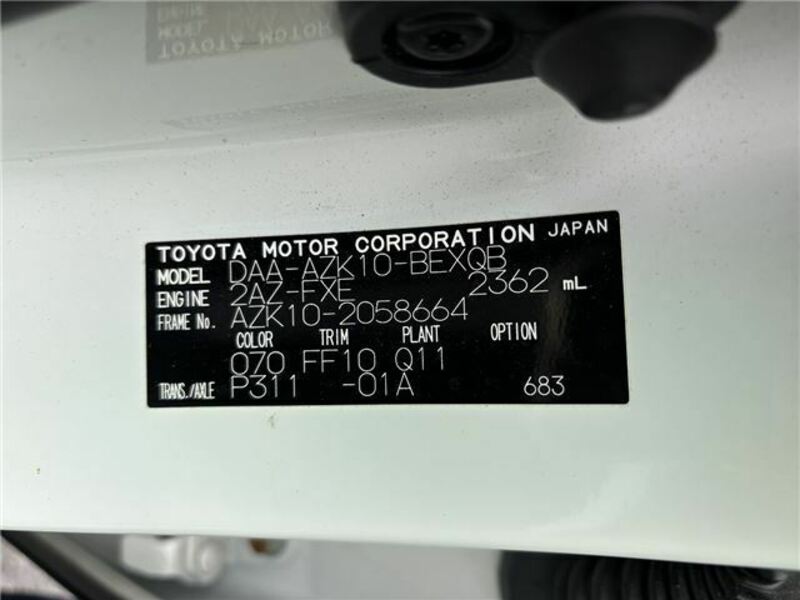 TOYOTA MOTOR CORPORATION JAPAN
MODEL DAA-AZK10-BEXQB
ENGINE 2AZ-FXE 2362 mL
FRAME No. AZK10-2058664
COLOR TRIM PLANT OPTION
070 FF10 Q11
TRANS./AXLE P311 -01A 683